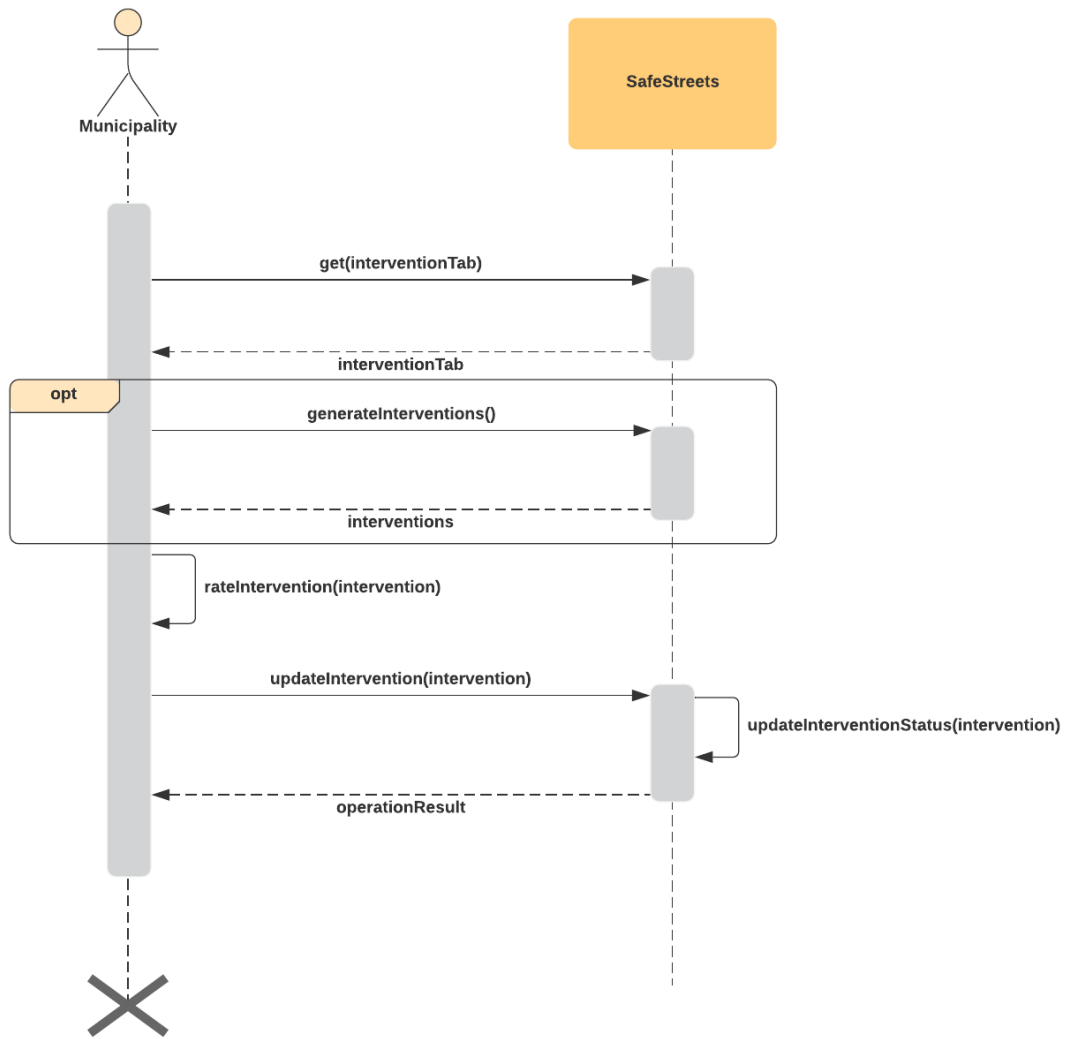 Municipality
SafeStreets
get(interventionTab)
interventionTab
opt
generateInterventions()
interventions
rateIntervention(intervention)
updateIntervention(intervention)
updateInterventionStatus(intervention)
operationResult